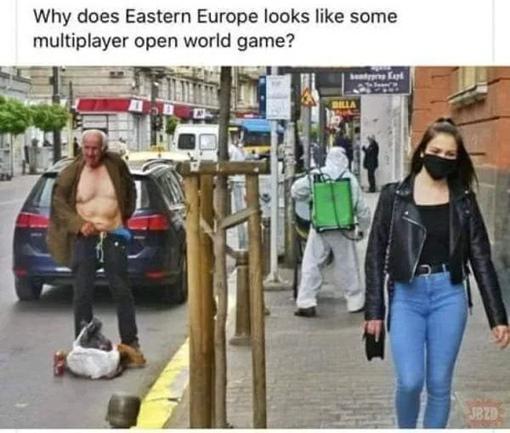 Why does Eastern Europe looks like some
multiplayer open world game?
BILLA
JBZD